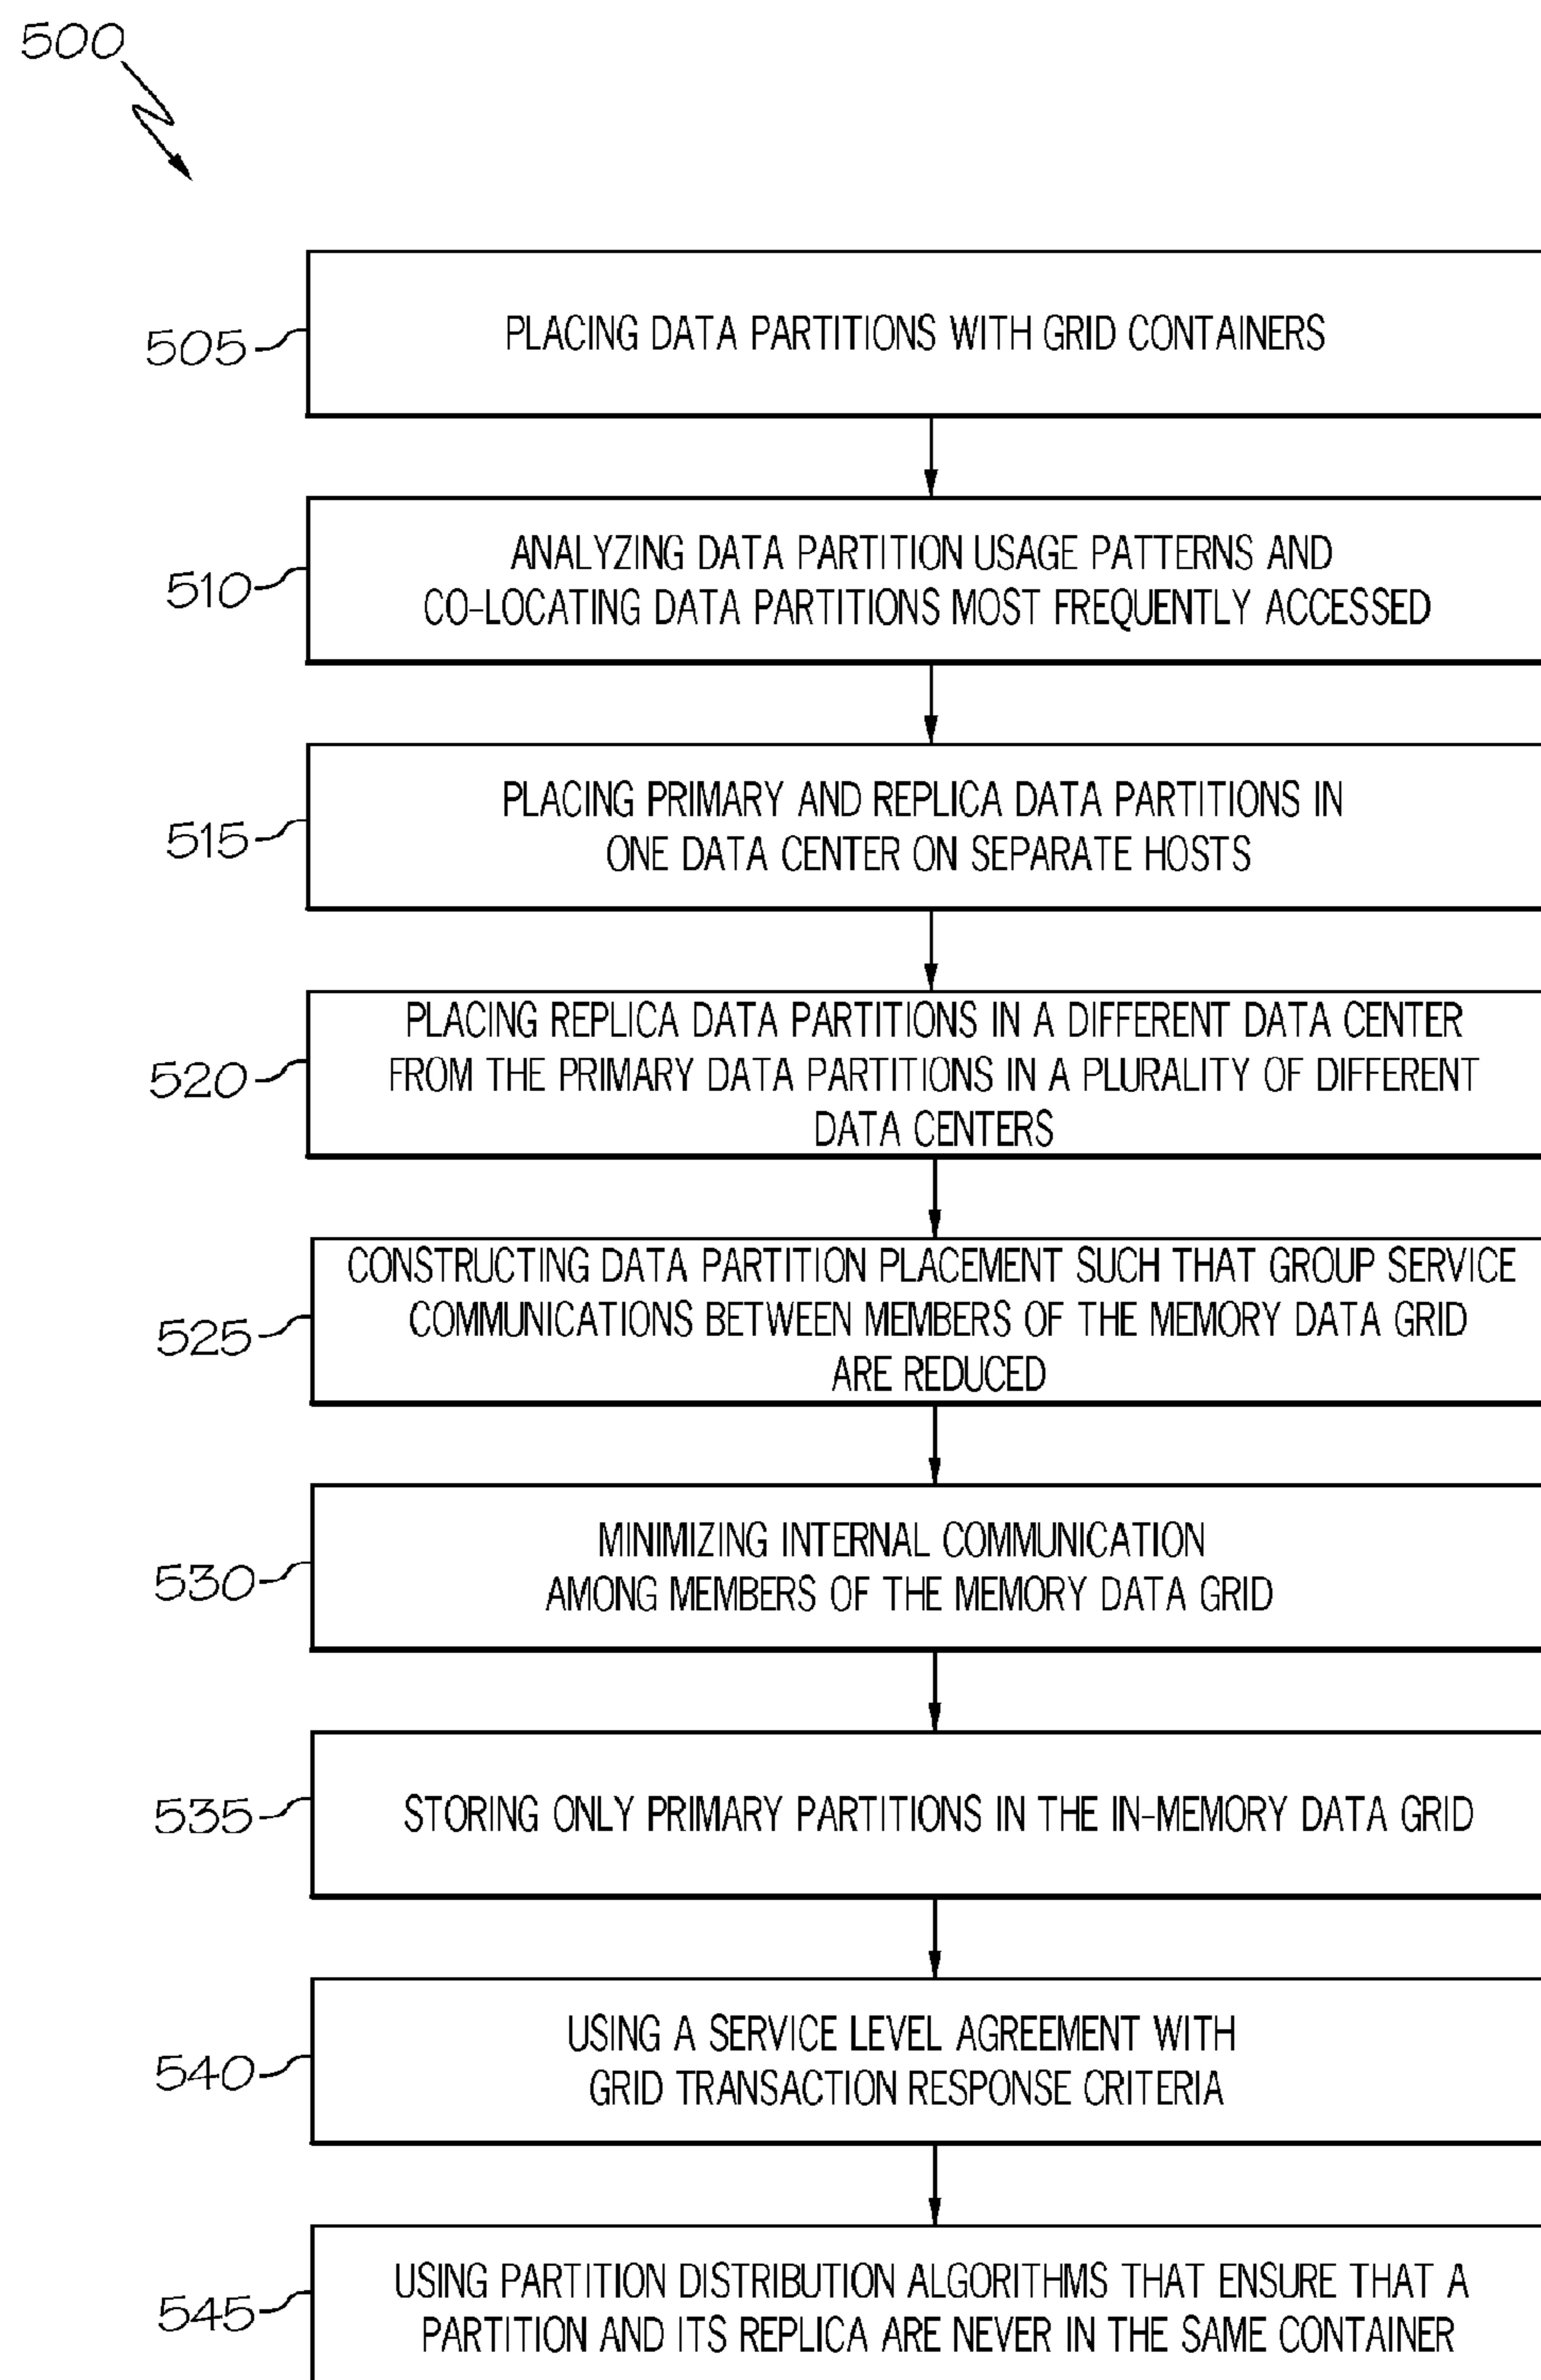 500
505
PLACING DATA PARTITIONS WITH GRID CONTAINERS
510
ANALYZING DATA PARTITION USAGE PATTERNS AND
CO-LOCATING DATA PARTITIONS MOST FREQUENTLY ACCESSED
515
PLACING PRIMARY AND REPLICA DATA PARTITIONS IN
ONE DATA CENTER ON SEPARATE HOSTS
520
PLACING REPLICA DATA PARTITIONS IN A DIFFERENT DATA CENTER
FROM THE PRIMARY DATA PARTITIONS IN A PLURALITY OF DIFFERENT
DATA CENTERS
525
CONSTRUCTING DATA PARTITION PLACEMENT SUCH THAT GROUP SERVICE
COMMUNICATIONS BETWEEN MEMBERS OF THE MEMORY DATA GRID
ARE REDUCED
530
MINIMIZING INTERNAL COMMUNICATION
AMONG MEMBERS OF THE MEMORY DATA GRID
535
STORING ONLY PRIMARY PARTITIONS IN THE IN-MEMORY DATA GRID
540
USING A SERVICE LEVEL AGREEMENT WITH
GRID TRANSACTION RESPONSE CRITERIA
545
USING PARTITION DISTRIBUTION ALGORITHMS THAT ENSURE THAT A
PARTITION AND ITS REPLICA ARE NEVER IN THE SAME CONTAINER